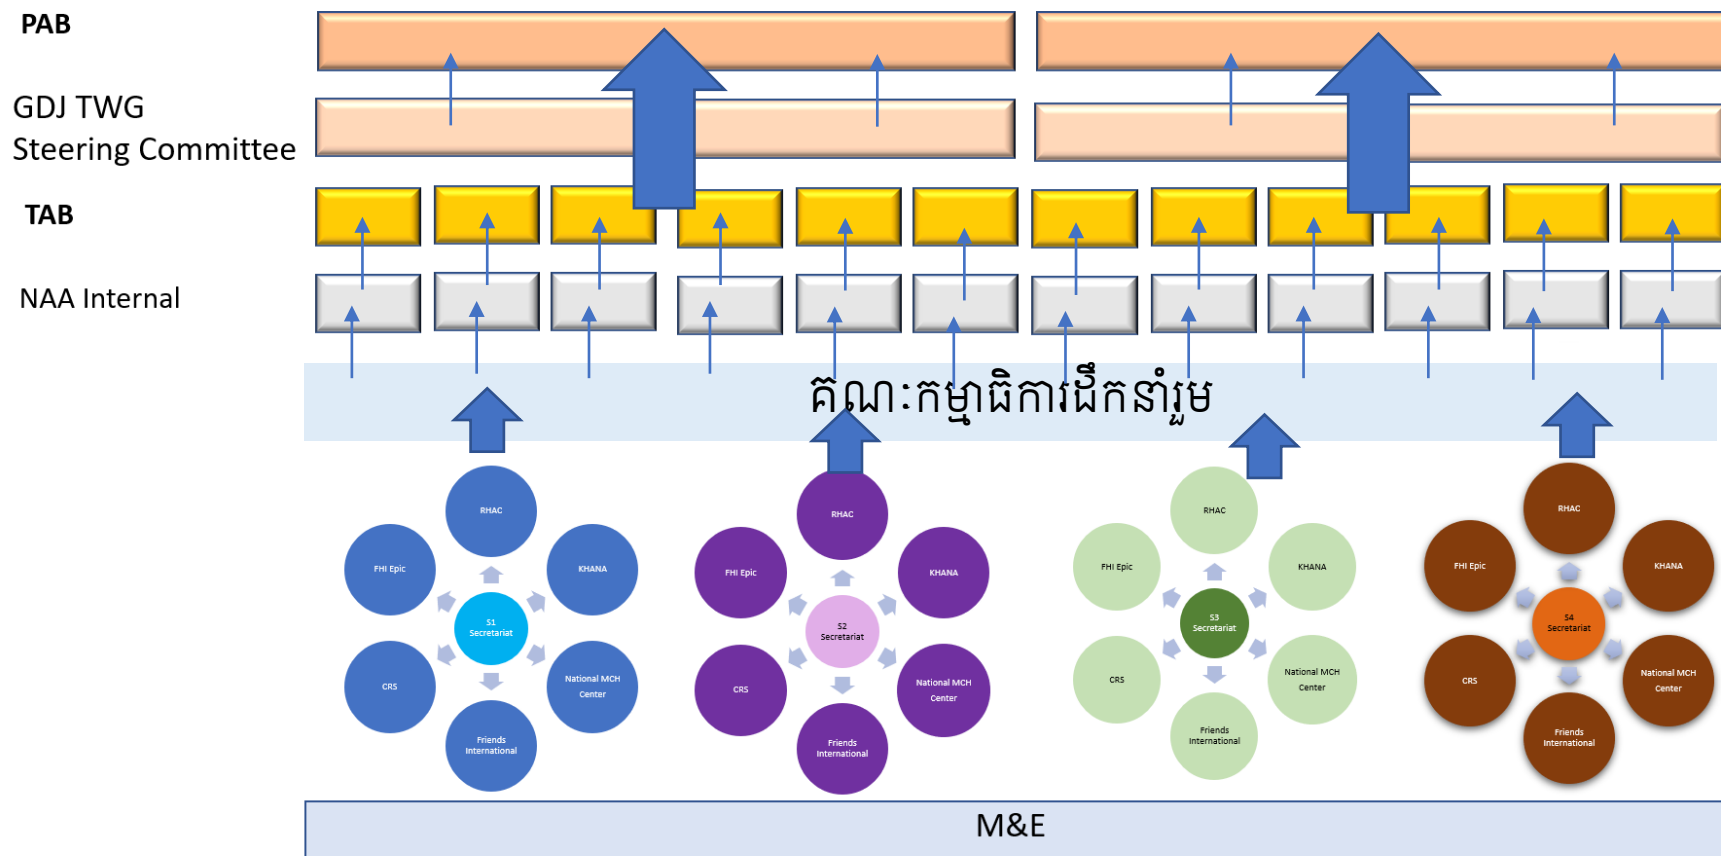 PAB
GDJ TWG
Steering Committee
TAB
NAA Internal
គណៈកម្មាធិការដឹកនាំរួម
RHAC
FHI Epic
KHANA
S1
Secretariat
CRS
National MCH
Center
Friends
International
RHAC
FHI Epic
KHANA
S2
Secretariat
CRS
National MCH
Center
Friends
International
RHAC
FHI Epic
KHANA
S3
Secretariat
CRS
National MCH
Center
Friends
International
RHAC
FHI Epic
KHANA
S4
Secretariat
CRS
National MCH
Center
Friends
International
M&E